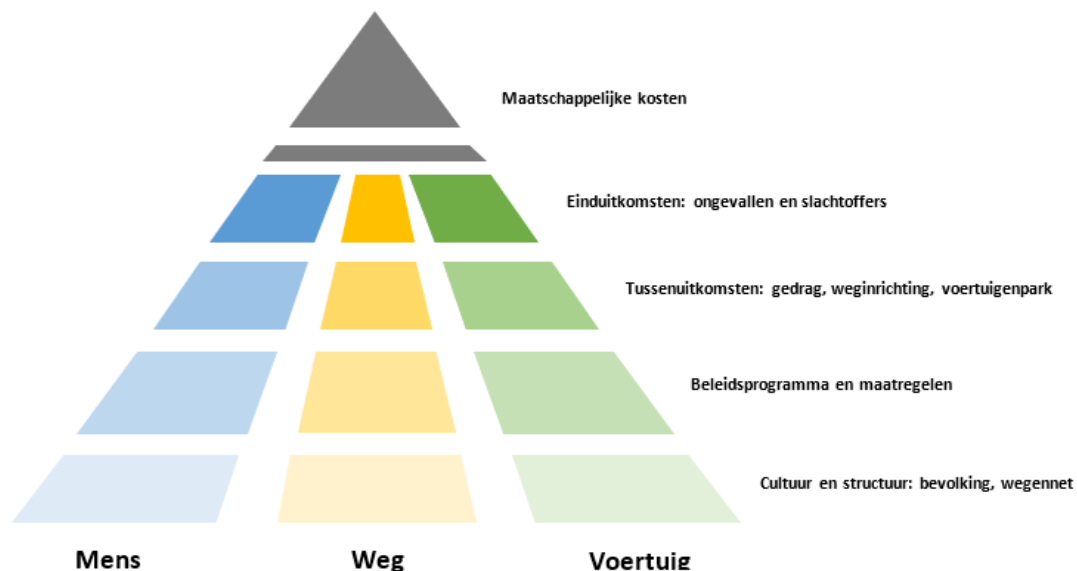 Maatschappelijke kosten
Einduitkomsten: ongevallen en slachtoffers
Tussenuitkomsten: gedrag, weginrichting, voertuigenpark
Beleidsprogramma en maatregelen
Cultuur en structuur: bevolking, wegennet
Mens Weg Voertuig